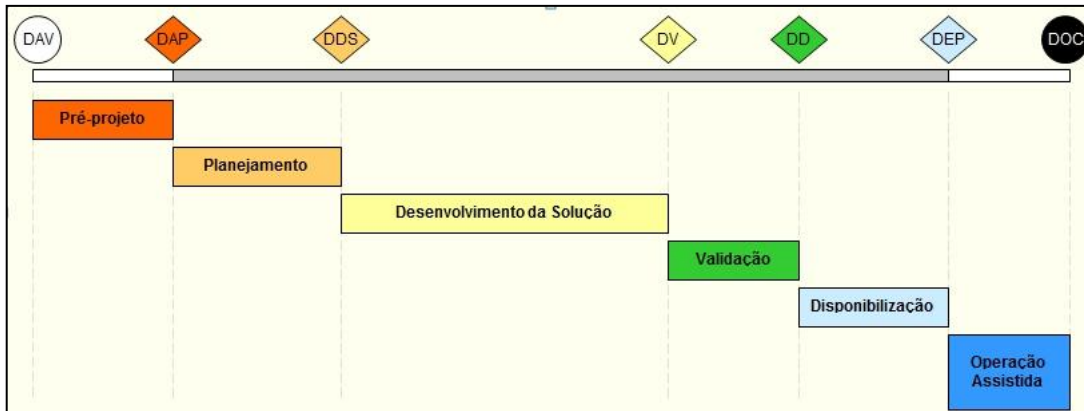 DAV DAP DDS DV DD DEP DOC
Pré-projeto
Planejamento
Desenvolvimento da Solução
Validação
Disponibilização
Operação
Assistida